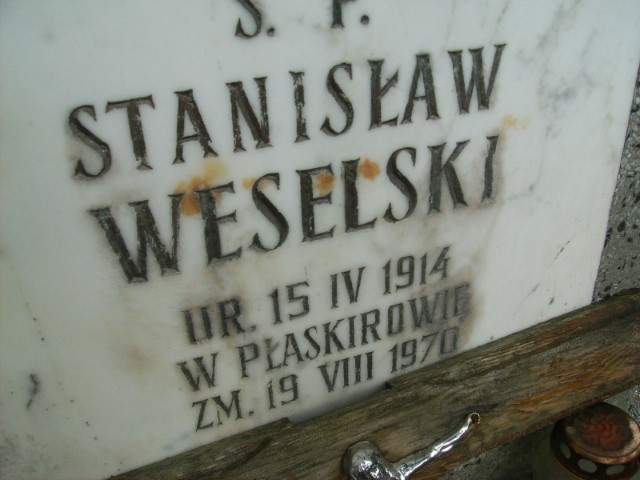 Ś. P.
STANISŁAW
WESELSKI
UR. 15 IV 1914
W PŁASKIROWIE
ZM. 19 VIII 1970